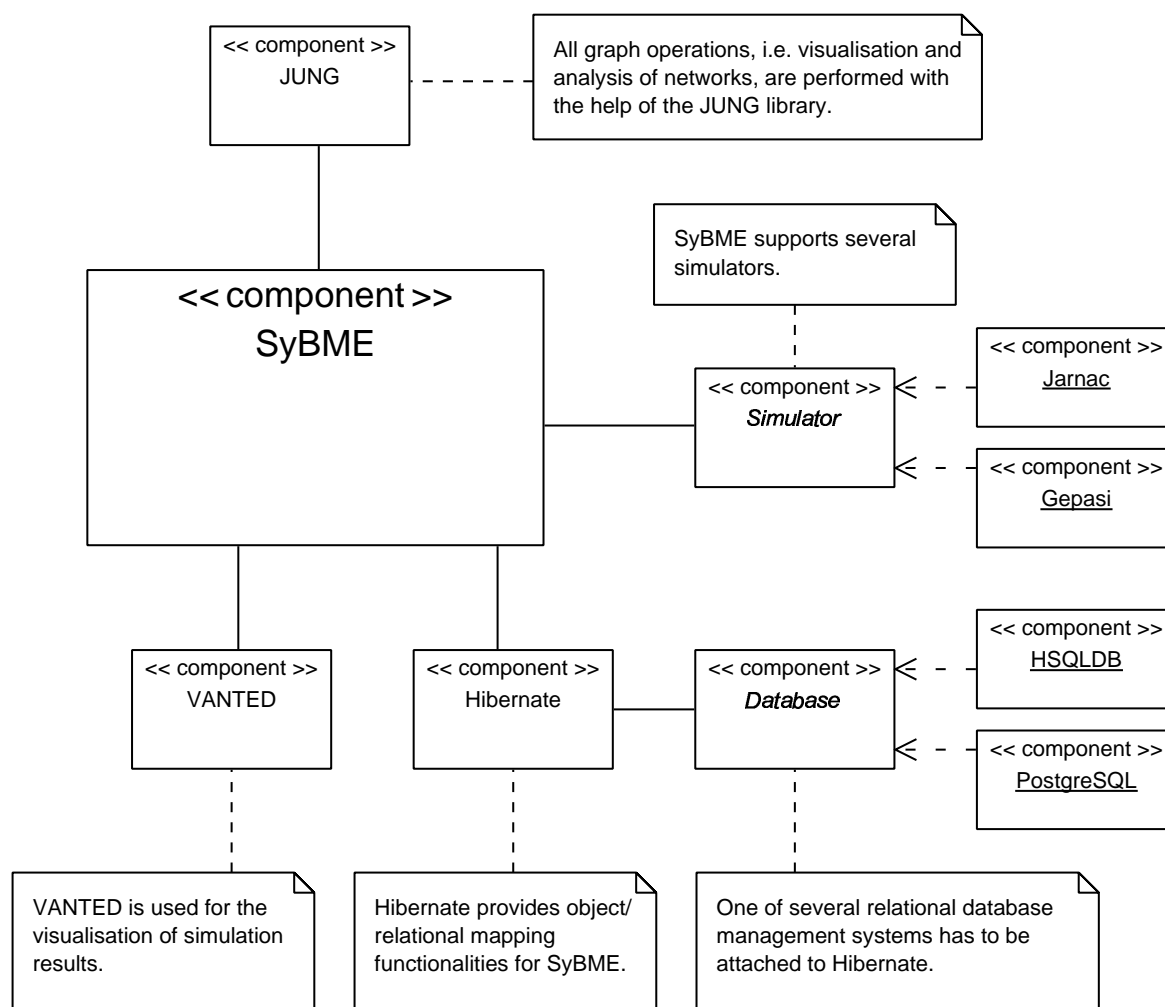 << component >>
JUNG
All graph operations, i.e. visualisation and
analysis of networks, are performed with
the help of the JUNG library.
SyBME supports several
simulators.
<< component >>
SyBME
<< component >>
Simulator
<< component >>
Jarnac
<< component >>
Gepasi
<< component >>
VANTED
<< component >>
Hibernate
<< component >>
Database
<< component >>
HSQLDB
<< component >>
PostgreSQL
VANTED is used for the
visualisation of simulation
results.
Hibernate provides object/
relational mapping
functionalities for SyBME.
One of several relational database
management systems has to be
attached to Hibernate.